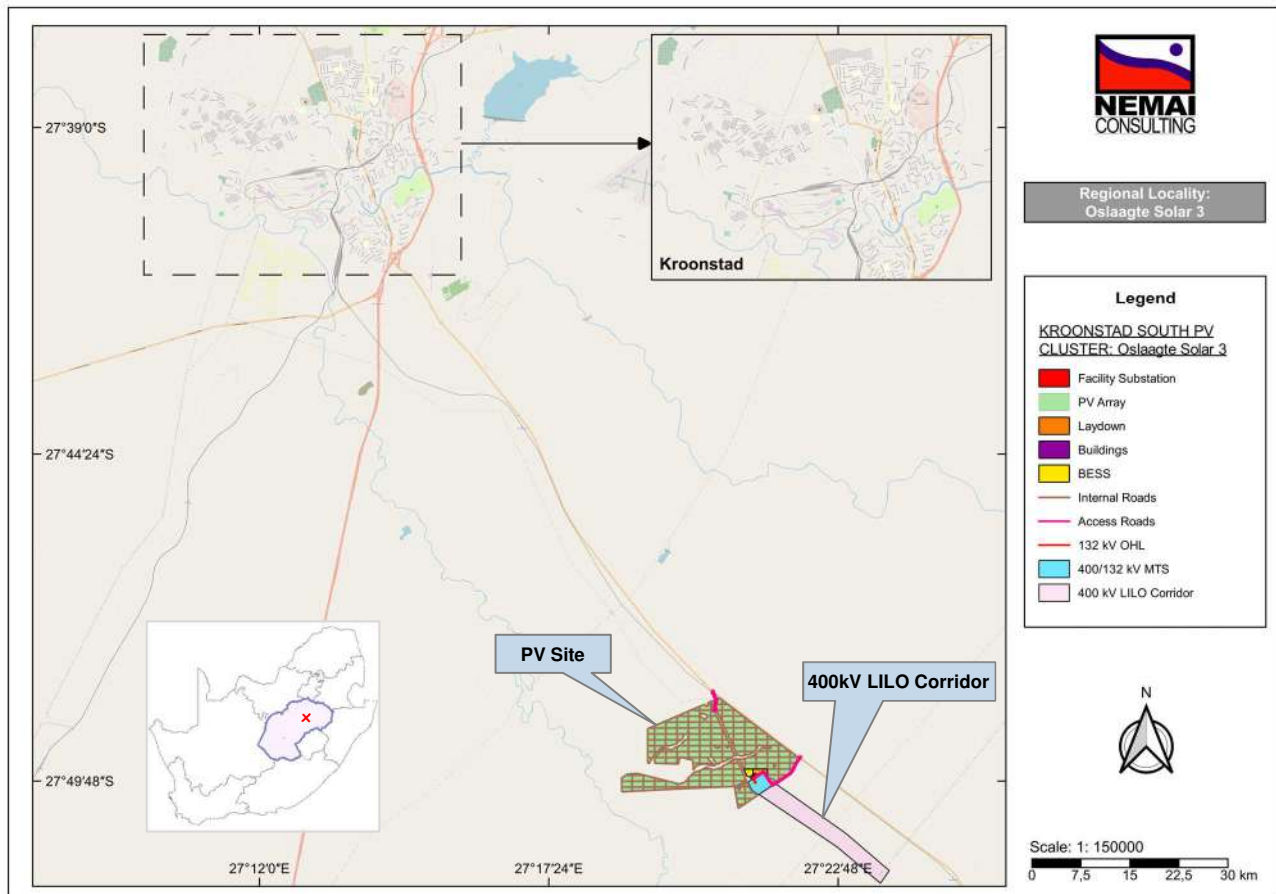 27°39'0"S
27°44'24"S
27°49'48"S
27°12'0"E
27°17'24"E
27°22'48"E
Kroonstad
PV Site
400kV LILO Corridor
NEMAI
CONSULTING
Regional Locality:
Oslaagte Solar 3
Legend
KROONSTAD SOUTH PV
CLUSTER: Oslaagte Solar 3
Facility Substation
PV Array
Laydown
Buildings
BESS
Internal Roads
Access Roads
132 kV OHL
400/132 kV MTS
400 kV LILO Corridor
N
Scale: 1: 150000
0 7,5 15 22,5 30 km